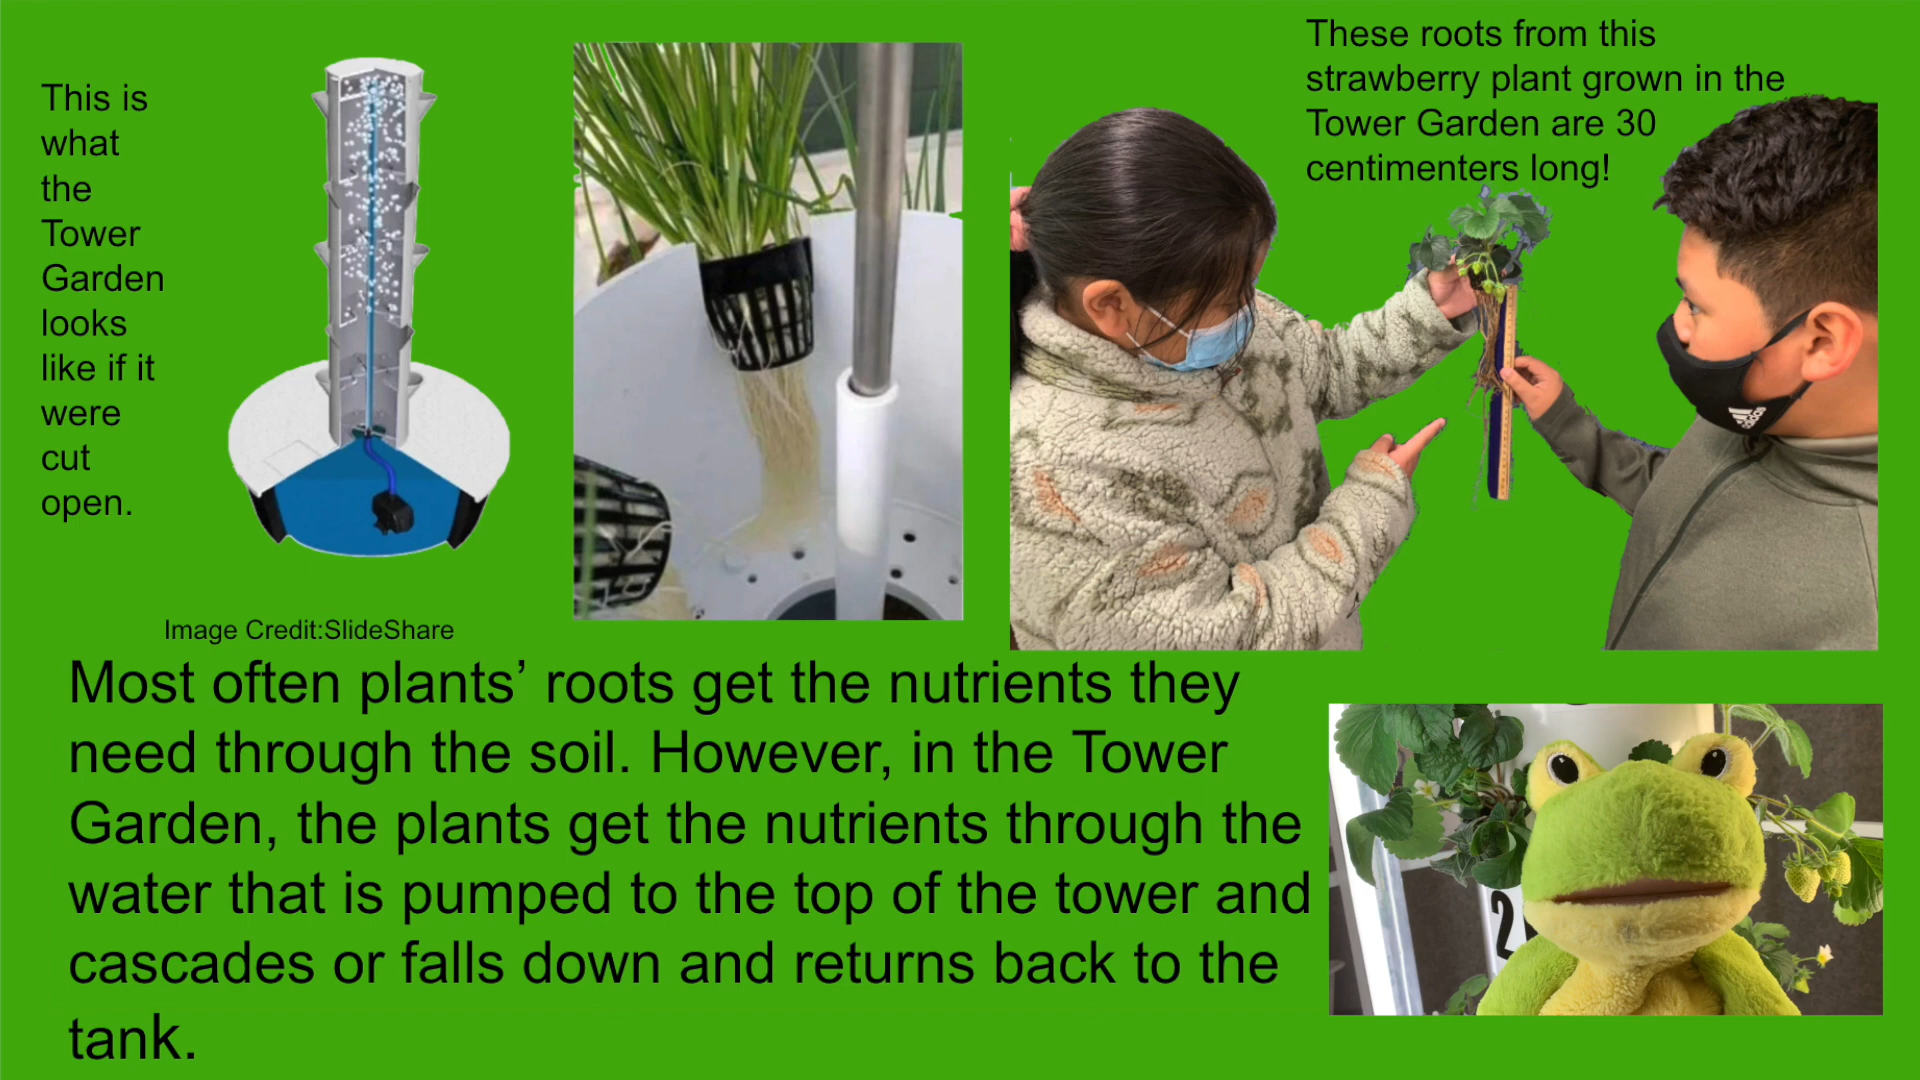 This is
what
the
Tower
Garden
looks
like if it
were
cut
open.
Image Credit:SlideShare
These roots from this
strawberry plant grown in the
Tower Garden are 30
centimenters long!
adidas
Most often plants’ roots get the nutrients they
need through the soil. However, in the Tower
Garden, the plants get the nutrients through the
water that is pumped to the top of the tower and
cascades or falls down and returns back to the
tank.
2